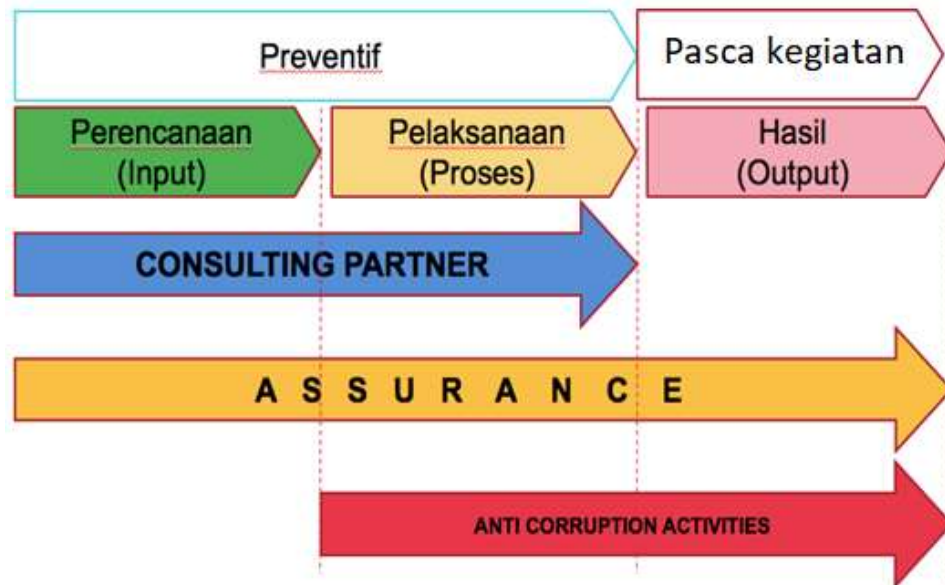 Preventif
Pasca kegiatan
Perencanaan
(Input)
Pelaksanaan
(Proses)
Hasil
(Output)
CONSULTING PARTNER
A S S U R A N C E
ANTI CORRUPTION ACTIVITIES